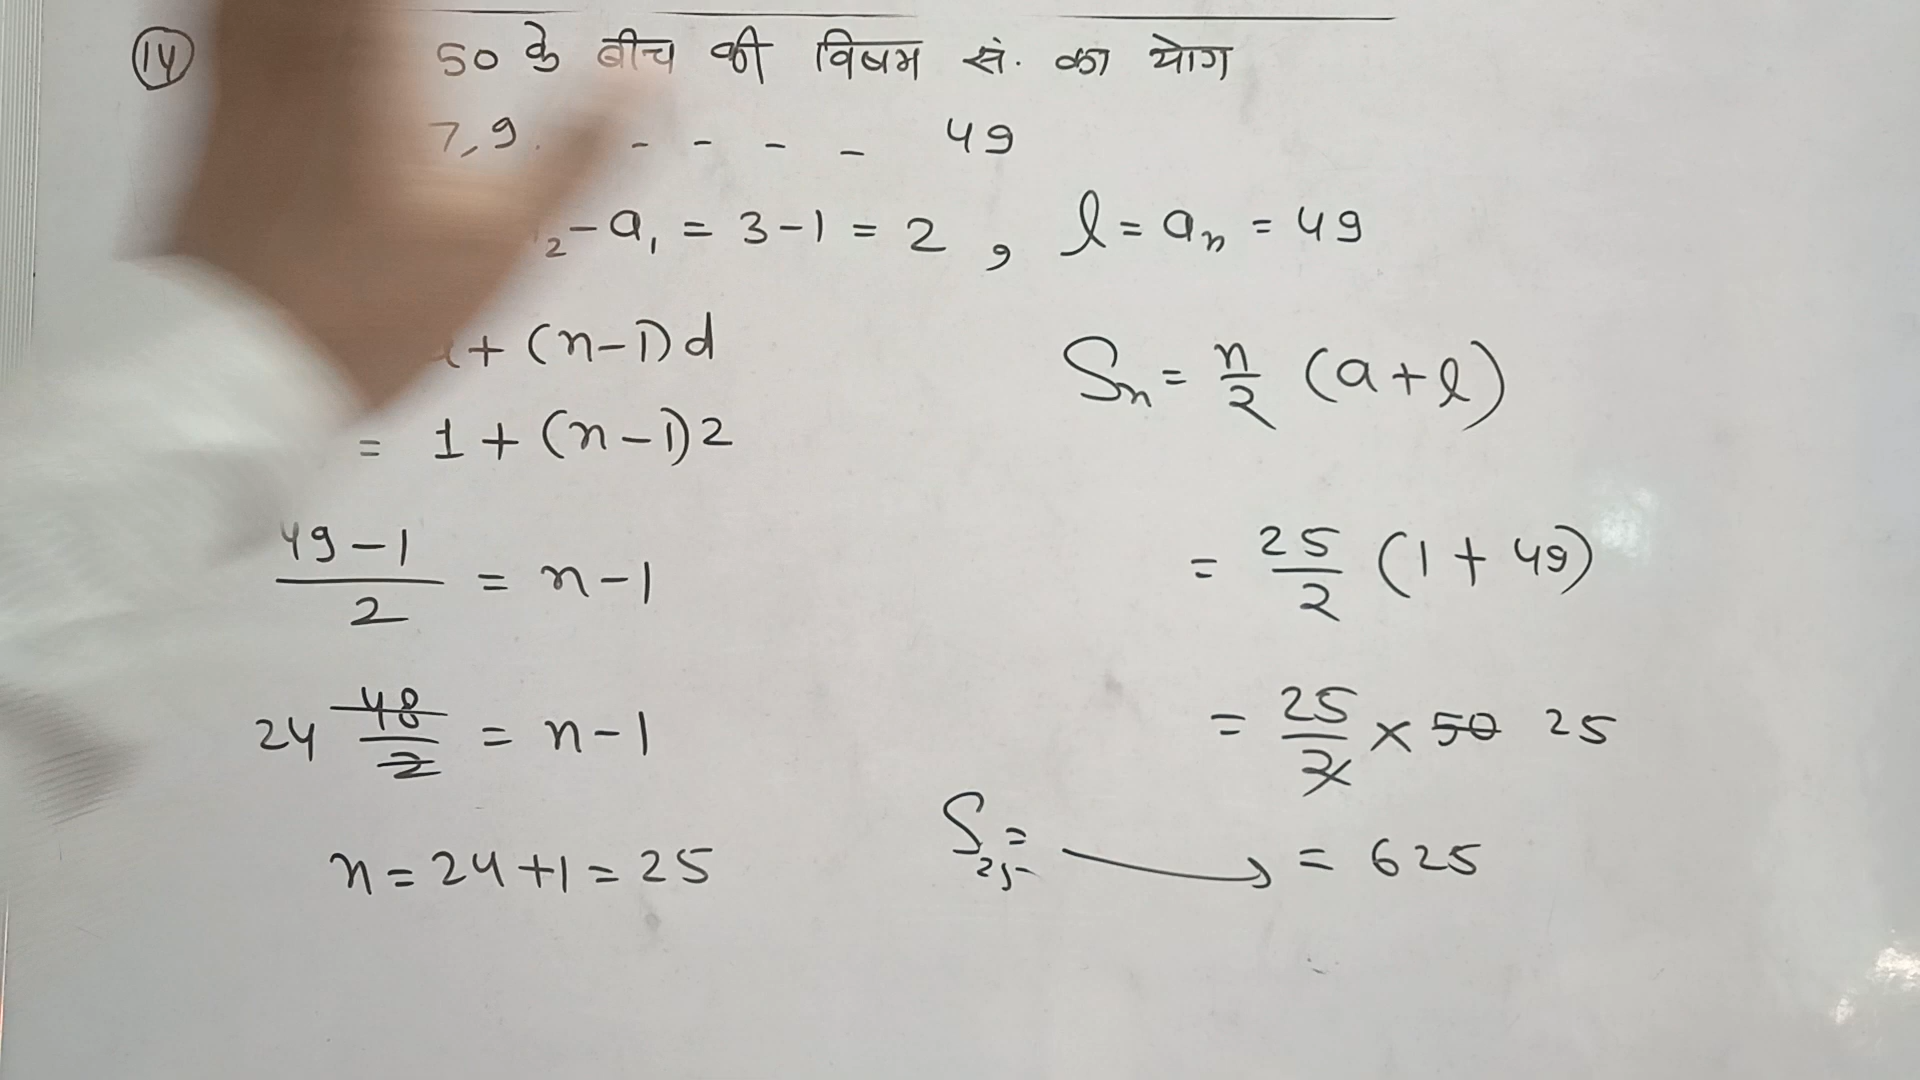 (14) 50 के बीच की विषम सं. का योग
7, 9. - - - - 49
₂ - a₁ = 3 - 1 = 2 , l = aₙ = 49
+ (n-1)d
= 1 + (n-1)2
(49-1)/2 = n-1
24 48/2 = n-1
n = 24 + 1 = 25
Sₙ = n/2 (a + l)
= 25/2 (1 + 49)
= 25/2 × 50 25
S₂₅ = → = 625